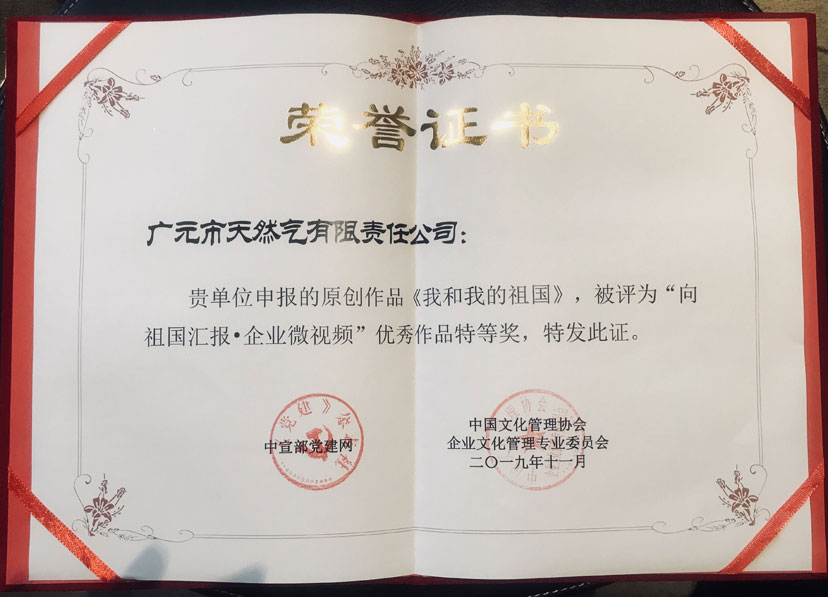 荣誉证书
广元市天然气有阻责任公司：
贵单位申报的原创作品《我和我的祖国》，被评为“向
祖国汇报•企业微视频”优秀作品特等奖，特发此证。
党建》杂
中宣部党建网
中国文化管理协会
企业文化管理专业委员会
二〇一九年十一月